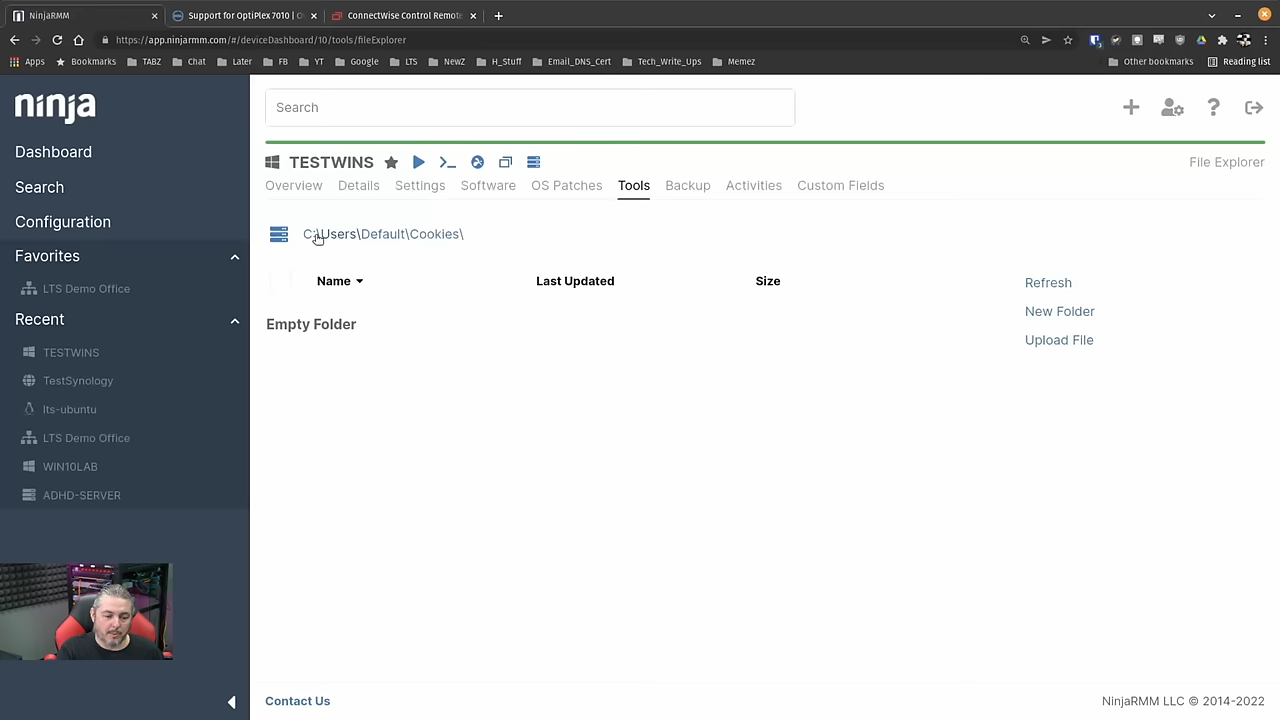 NinjaRMM
Support for OptiPlex 7010 | O
ConnectWise Control Remote
https://app.ninjarmm.com/#/deviceDashboard/10/tools/fileExplorer
Apps
Bookmarks
TABZ
Chat
Later
FB
YT
Google
LTS
NewZ
H_Stuff
Email_DNS_Cert
Tech_Write_Ups
Memez
Other bookmarks
Reading list
ninja
Search
Dashboard
Search
Configuration
Favorites
LTS Demo Office
Recent
TESTWINS
TestSynology
lts-ubuntu
LTS Demo Office
WIN10LAB
ADHD-SERVER
TESTWINS
File Explorer
Overview
Details
Settings
Software
OS Patches
Tools
Backup
Activities
Custom Fields
C:\Users\Default\Cookies\
Name
Last Updated
Size
Empty Folder
Refresh
New Folder
Upload File
Contact Us
NinjaRMM LLC © 2014-2022